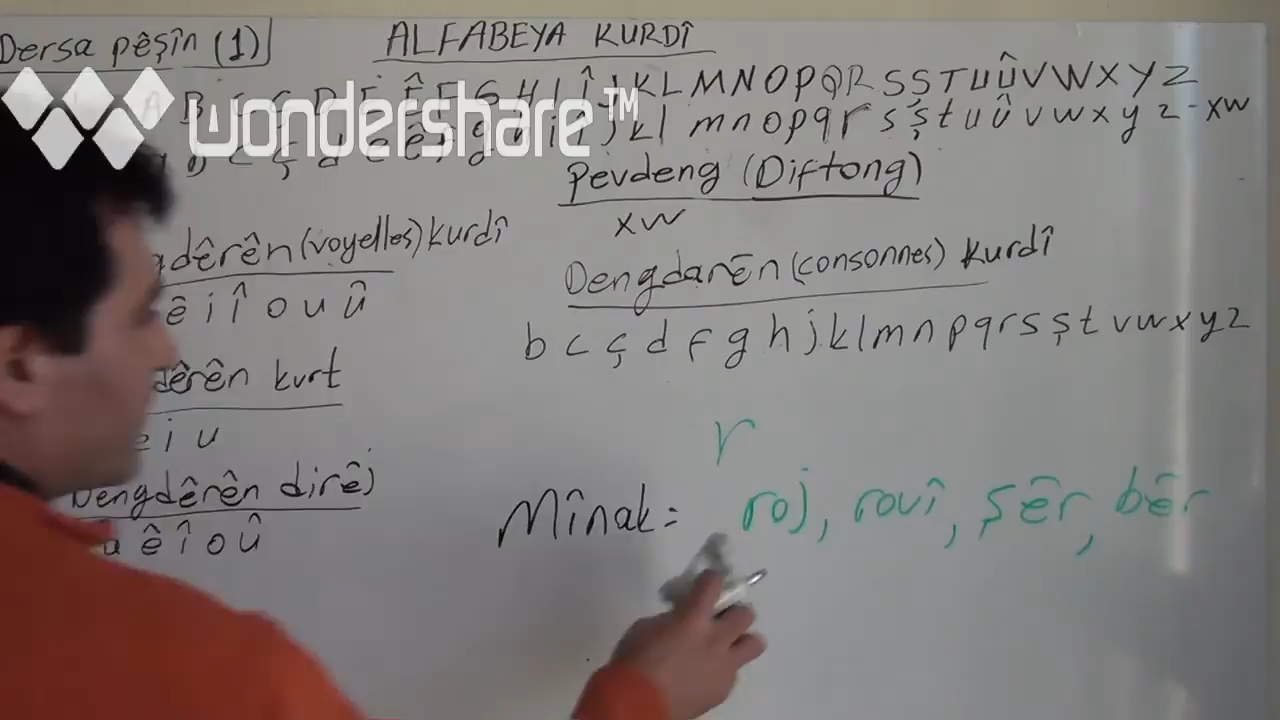 Dersa pêşîn (1)
ALFABEYA KURDÎ
A B C Ç D E Ê F G H I Î J K L M N O P Q R S Ş T U Û V W X Y Z
wondershare™
c ç d e ê f g h i î j k l m n o p q r s ş t u û v w x y z - xw
Pevdeng (Diftong)
xw
gdêrên (voyelles) kurdî
ê i î o u û
Dengdarên (consonnes) kurdî
b c ç d f g h j k l m n p q r s ş t v w x y z
dêrên kurt
e i u
Dengdêrên dirêj
a ê î o û
r
Mînak = roj, rovî, şêr, bêr